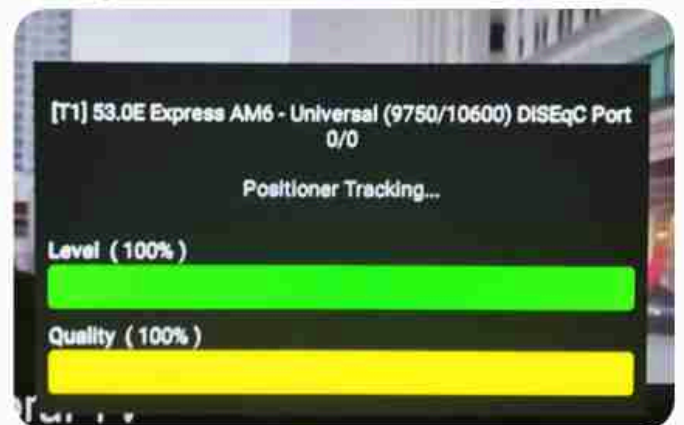 [T1] 53.0E Express AM6 - Universal (9750/10600) DiSEqC Port
0/0
Positioner Tracking...
Level ( 100% )
Quality ( 100% )